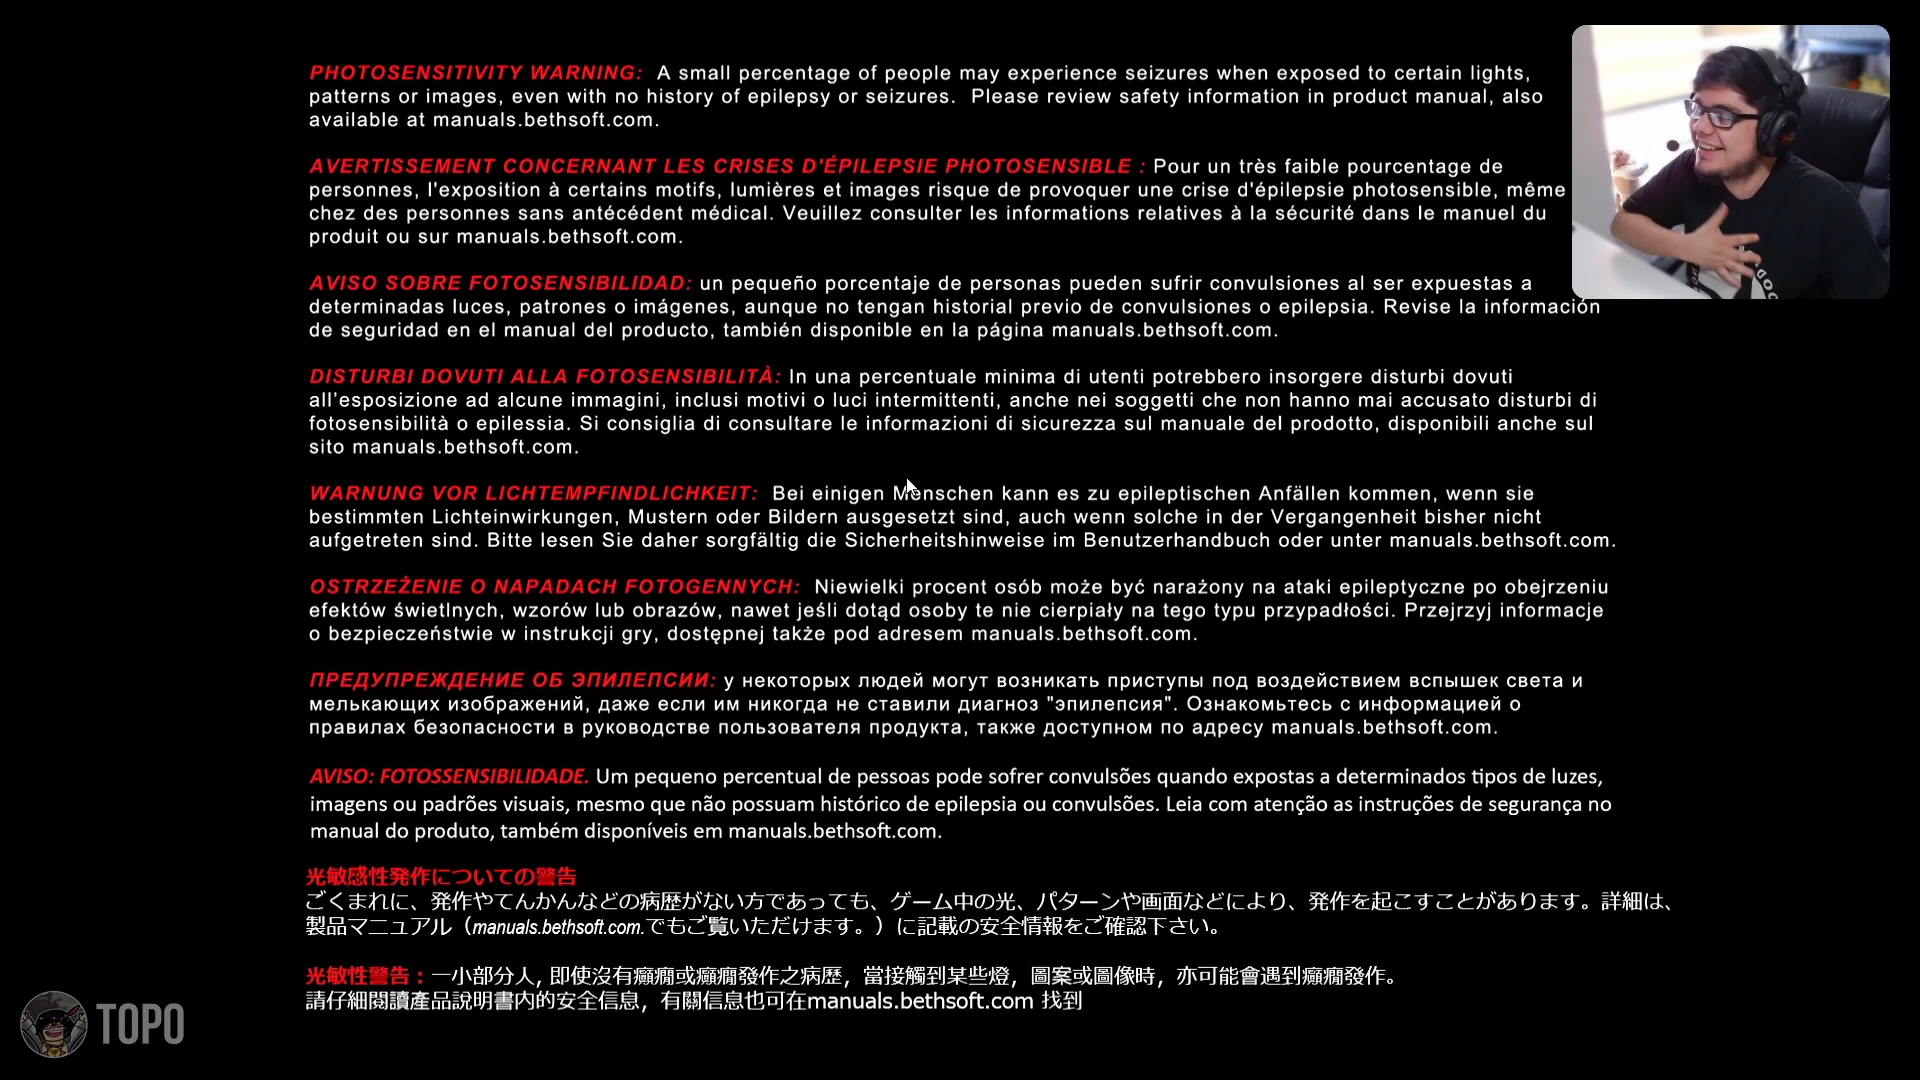 PHOTOSENSITIVITY WARNING: A small percentage of people may experience seizures when exposed to certain lights,
patterns or images, even with no history of epilepsy or seizures. Please review safety information in product manual, also
available at manuals.bethsoft.com.
AVERTISSEMENT CONCERNANT LES CRISES D'ÉPILEPSIE PHOTOSENSIBLE : Pour un très faible pourcentage de
personnes, l'exposition à certains motifs, lumières et images risque de provoquer une crise d'épilepsie photosensible, même
chez des personnes sans antécédent médical. Veuillez consulter les informations relatives à la sécurité dans le manuel du
produit ou sur manuals.bethsoft.com.
AVISO SOBRE FOTOSENSIBILIDAD: un pequeño porcentaje de personas pueden sufrir convulsiones al ser expuestas a
determinadas luces, patrones o imágenes, aunque no tengan historial previo de convulsiones o epilepsia. Revise la información
de seguridad en el manual del producto, también disponible en la página manuals.bethsoft.com.
DISTURBI DOVUTI ALLA FOTOSENSIBILITÀ: In una percentuale minima di utenti potrebbero insorgere disturbi dovuti
all’esposizione ad alcune immagini, inclusi motivi o luci intermittenti, anche nei soggetti che non hanno mai accusato disturbi di
fotosensibilità o epilessia. Si consiglia di consultare le informazioni di sicurezza sul manuale del prodotto, disponibili anche sul
sito manuals.bethsoft.com.
WARNUNG VOR LICHTEMPFINDLICHKEIT: Bei einigen Menschen kann es zu epileptischen Anfällen kommen, wenn sie
bestimmten Lichteinwirkungen, Mustern oder Bildern ausgesetzt sind, auch wenn solche in der Vergangenheit bisher nicht
aufgetreten sind. Bitte lesen Sie daher sorgfältig die Sicherheitshinweise im Benutzerhandbuch oder unter manuals.bethsoft.com.
OSTRZEŻENIE O NAPADACH FOTOGENNYCH: Niewielki procent osób może być narażony na ataki epileptyczne po obejrzeniu
efektów świetlnych, wzorów lub obrazów, nawet jeśli dotąd osoby te nie cierpiały na tego typu przypadłości. Przejrzyj informacje
o bezpieczeństwie w instrukcji gry, dostępnej także pod adresem manuals.bethsoft.com.
ПРЕДУПРЕЖДЕНИЕ ОБ ЭПИЛЕПСИИ: у некоторых людей могут возникать приступы под воздействием вспышек света и
мелькающих изображений, даже если им никогда не ставили диагноз "эпилепсия". Ознакомьтесь с информацией о
правилах безопасности в руководстве пользователя продукта, также доступном по адресу manuals.bethsoft.com.
AVISO: FOTOSSENSIBILIDADE. Um pequeno percentual de pessoas pode sofrer convulsões quando expostas a determinados tipos de luzes,
imagens ou padrões visuais, mesmo que não possuam histórico de epilepsia ou convulsões. Leia com atenção as instruções de segurança no
manual do produto, também disponíveis em manuals.bethsoft.com.
光敏感性発作についての警告
ごくまれに、発作やてんかんなどの病歴がない方であっても、ゲーム中の光、パターンや画面などにより、発作を起こすことがあります。詳細は、
製品マニュアル（manuals.bethsoft.com.でもご覧いただけます。）に記載の安全情報をご確認下さい。
光敏性警告：一小部分人, 即使沒有癲癇或癲癇發作之病歷，當接觸到某些燈，圖案或圖像時，亦可能會遇到癲癇發作。
請仔細閱讀產品說明書內的安全信息，有關信息也可在manuals.bethsoft.com 找到
TOPO